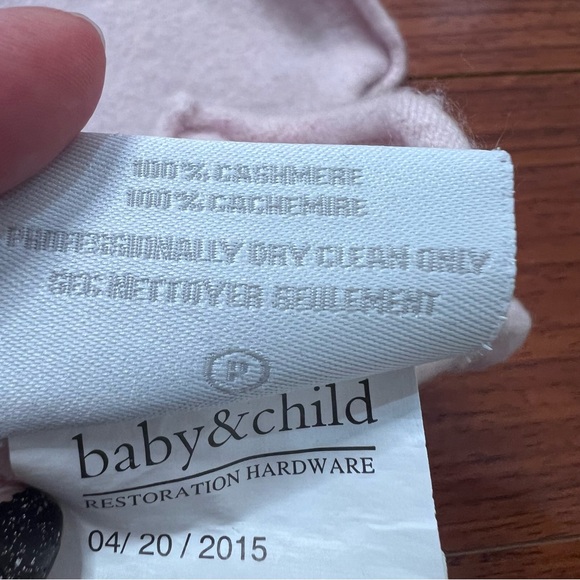 100% CASHMERE
100% CACHEMIRE
PROFESSIONALLY DRY CLEAN ONLY
SEC NETTOYER SEULEMENT
P
baby&child
RESTORATION HARDWARE
04/ 20 / 2015